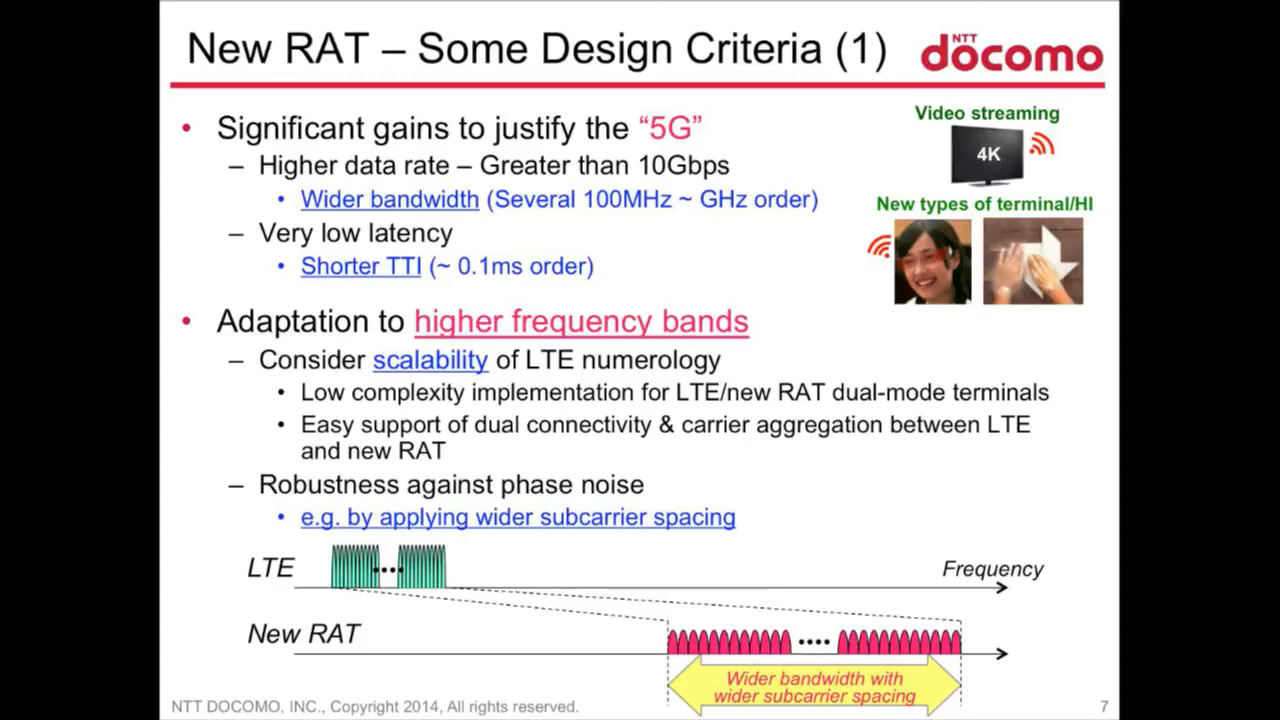 New RAT – Some Design Criteria (1)
NTT
docomo
• Significant gains to justify the “5G”
– Higher data rate – Greater than 10Gbps
• Wider bandwidth (Several 100MHz ~ GHz order)
– Very low latency
• Shorter TTI (~ 0.1ms order)
Video streaming
4K
New types of terminal/HI
• Adaptation to higher frequency bands
– Consider scalability of LTE numerology
• Low complexity implementation for LTE/new RAT dual-mode terminals
• Easy support of dual connectivity & carrier aggregation between LTE
and new RAT
– Robustness against phase noise
• e.g. by applying wider subcarrier spacing
LTE
Frequency
New RAT
Wider bandwidth with
wider subcarrier spacing
NTT DOCOMO, INC., Copyright 2014, All rights reserved.
7